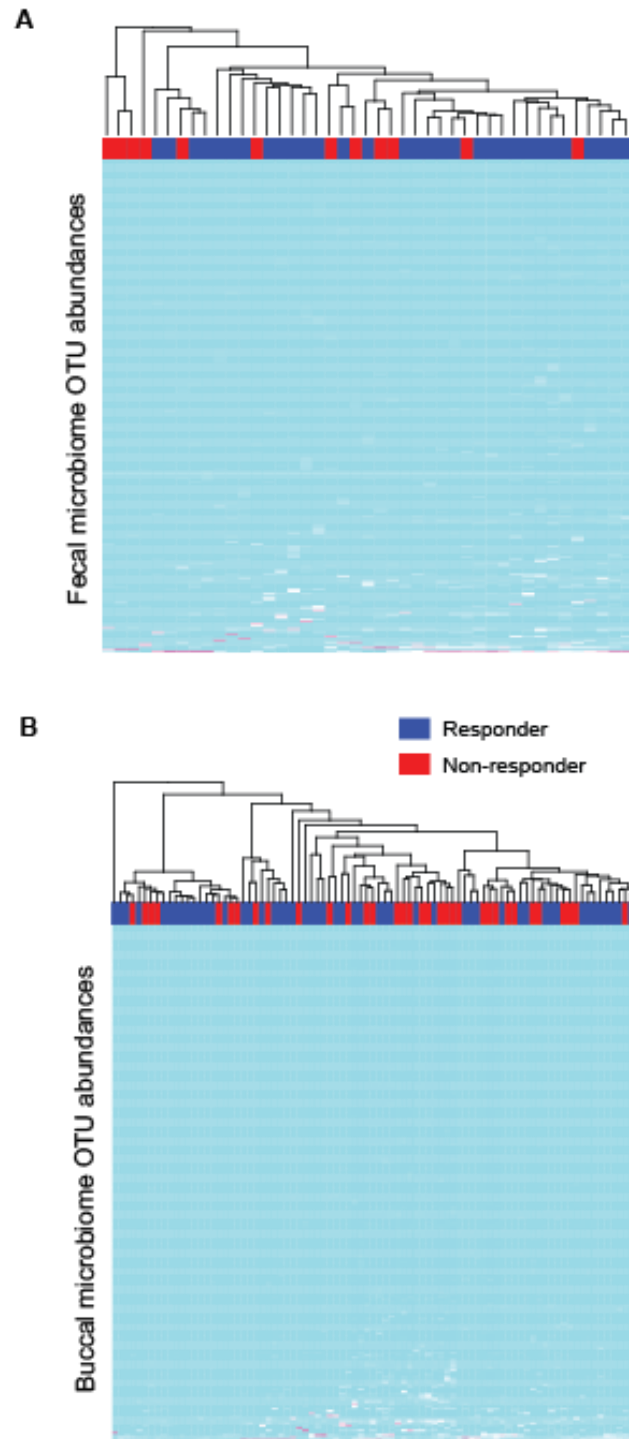 A
Fecal microbiome OTU abundances
B
Responder
Non-responder
Buccal microbiome OTU abundances